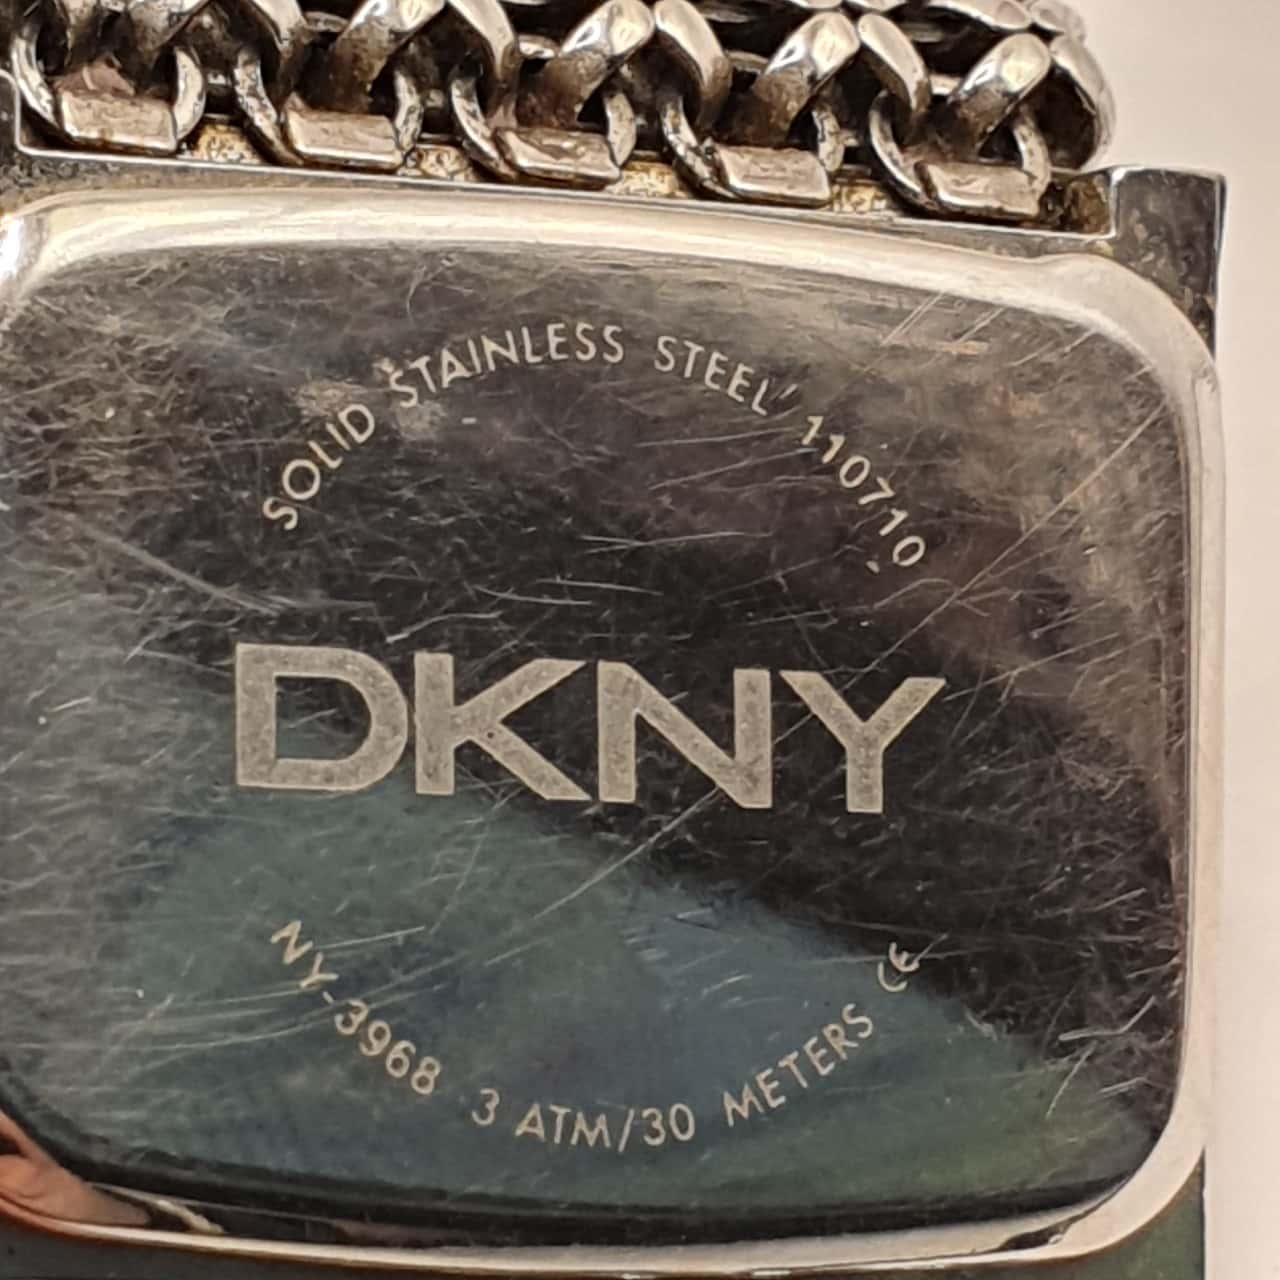 SOLID STAINLESS STEEL 110710
DKNY
NY-3968 3 ATM/30 METERS CE